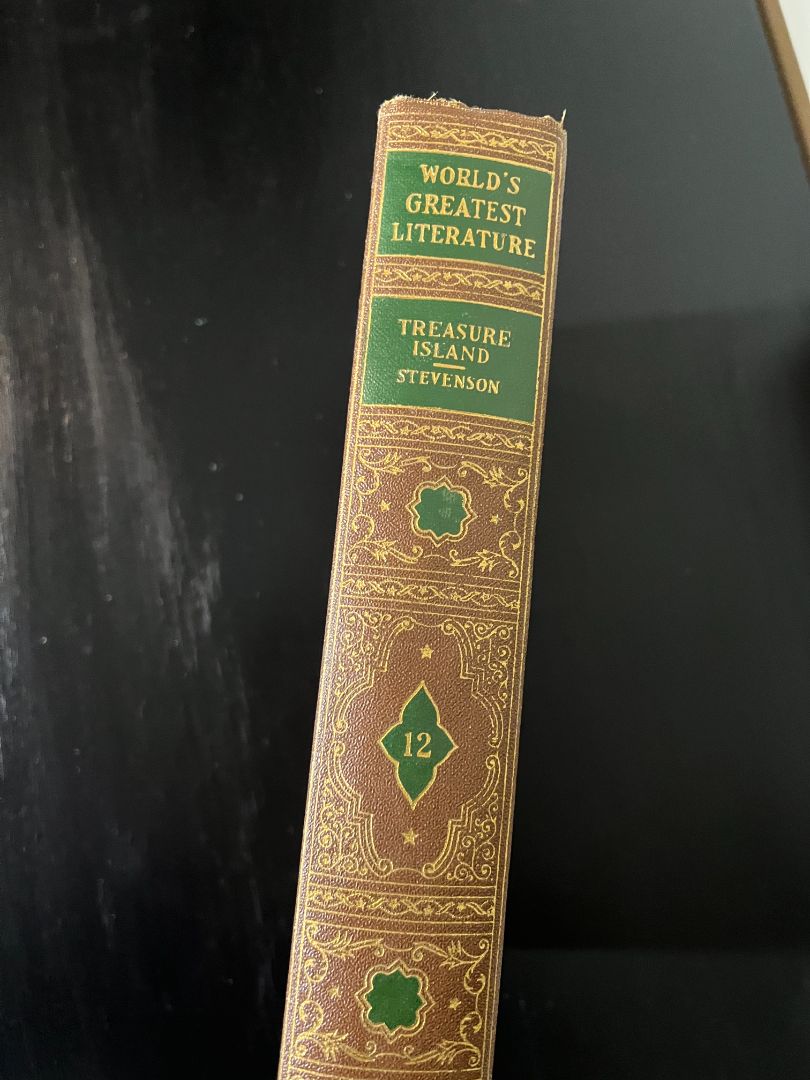 WORLD'S
GREATEST
LITERATURE
TREASURE
ISLAND
STEVENSON
12